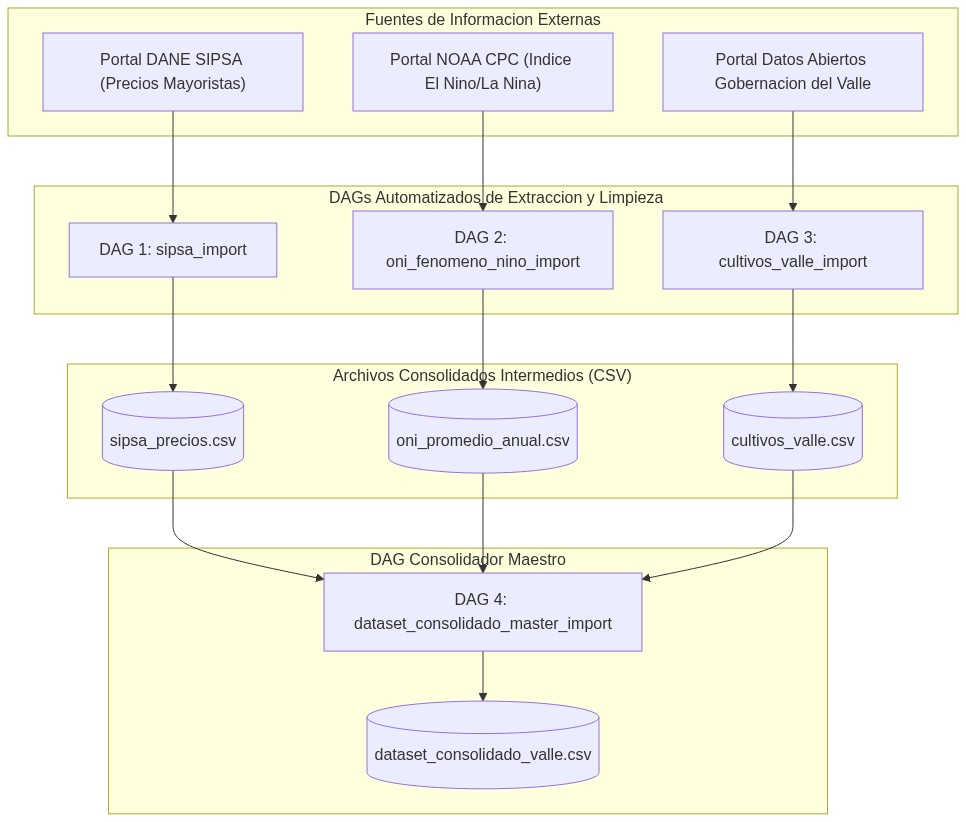 Fuentes de Informacion Externas
Portal DANE SIPSA
(Precios Mayoristas)
Portal NOAA CPC (Indice
El Nino/La Nina)
Portal Datos Abiertos
Gobernacion del Valle
DAGs Automatizados de Extraccion y Limpieza
DAG 1: sipsa_import
DAG 2:
oni_fenomeno_nino_import
DAG 3:
cultivos_valle_import
Archivos Consolidados Intermedios (CSV)
sipsa_precios.csv
oni_promedio_anual.csv
cultivos_valle.csv
DAG Consolidador Maestro
DAG 4:
dataset_consolidado_master_import
dataset_consolidado_valle.csv